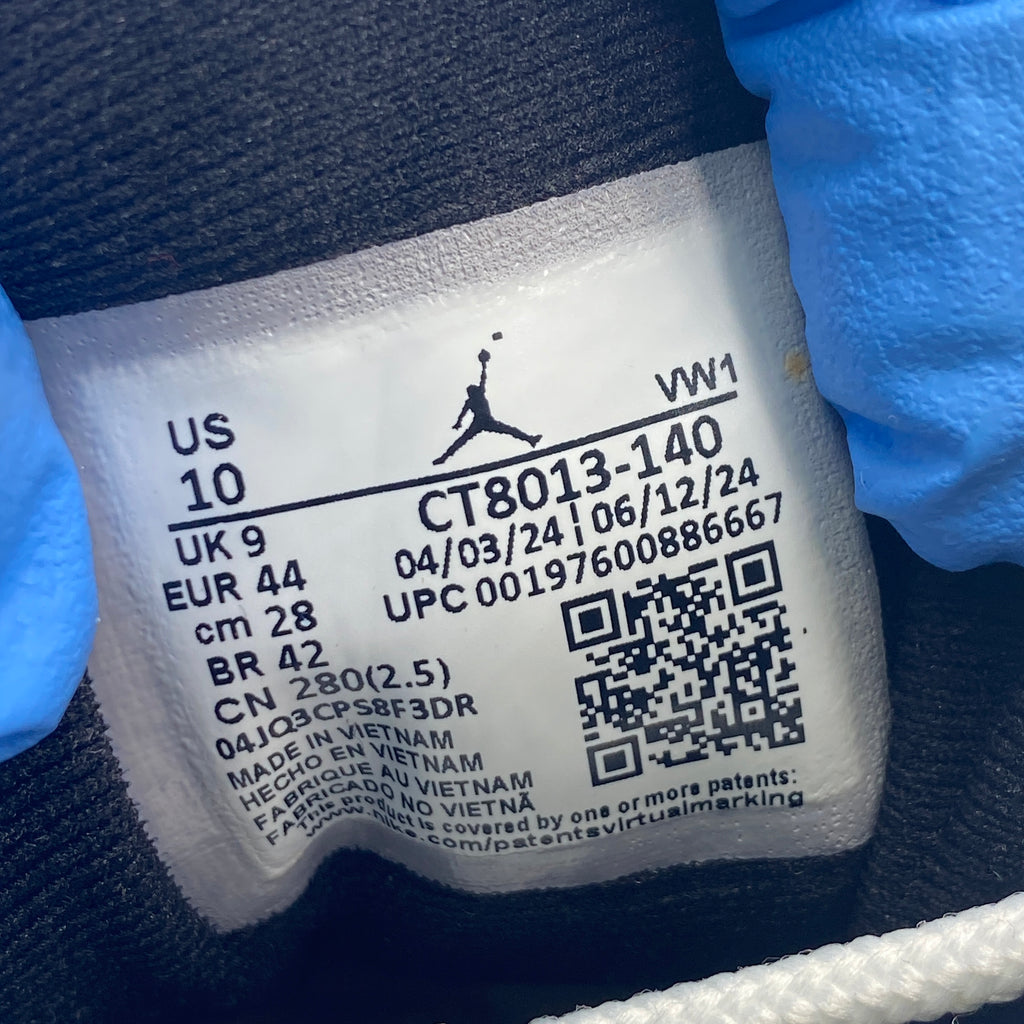 US
10
VW1
UK 9
EUR 44
cm 28
BR 42
CN 280(2.5)
CT8013-140
04/03/24 | 06/12/24
UPC 00197600886667
04JQ3CPS8F3DR
MADE IN VIETNAM
HECHO EN VIETNAM
FABRIQUE AU VIETNAM
FABRICADO NO VIETNÃ
This product is covered by one or more patents:
www.nike.com/patentsvirtualmarking